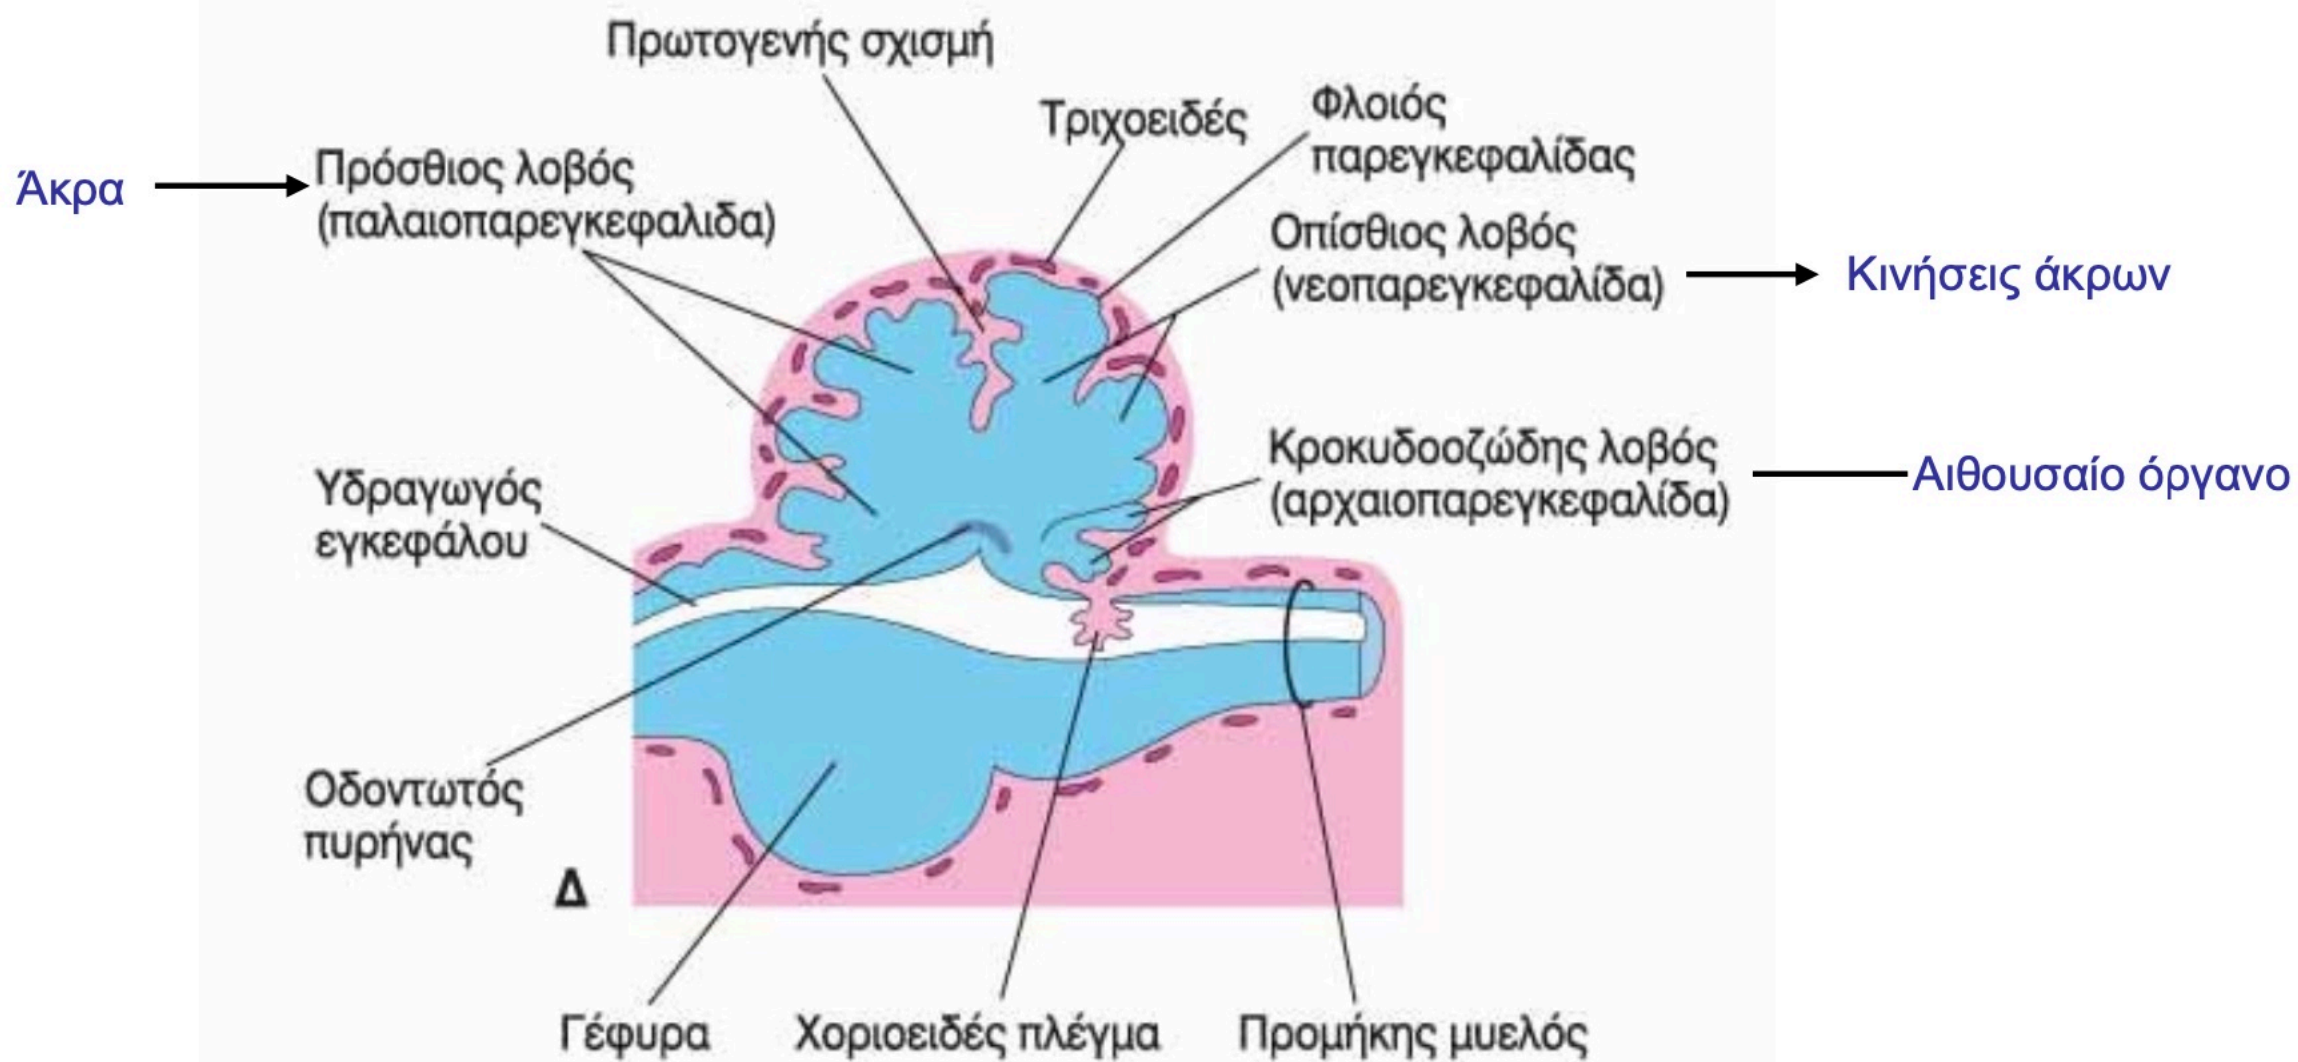 Πρωτογενής σχισμή
Τριχοειδές
Φλοιός
παρεγκεφαλίδας
Άκρα
Πρόσθιος λοβός
(παλαιοπαρεγκεφαλιδα)
Οπίσθιος λοβός
(νεοπαρεγκεφαλίδα)
Κινήσεις άκρων
Κροκυδοοζώδης λοβός
(αρχαιοπαρεγκεφαλίδα)
Αιθουσαίο όργανο
Υδραγωγός
εγκεφάλου
Οδοντωτός
πυρήνας
Δ
Γέφυρα
Χοριοειδές πλέγμα
Προμήκης μυελός